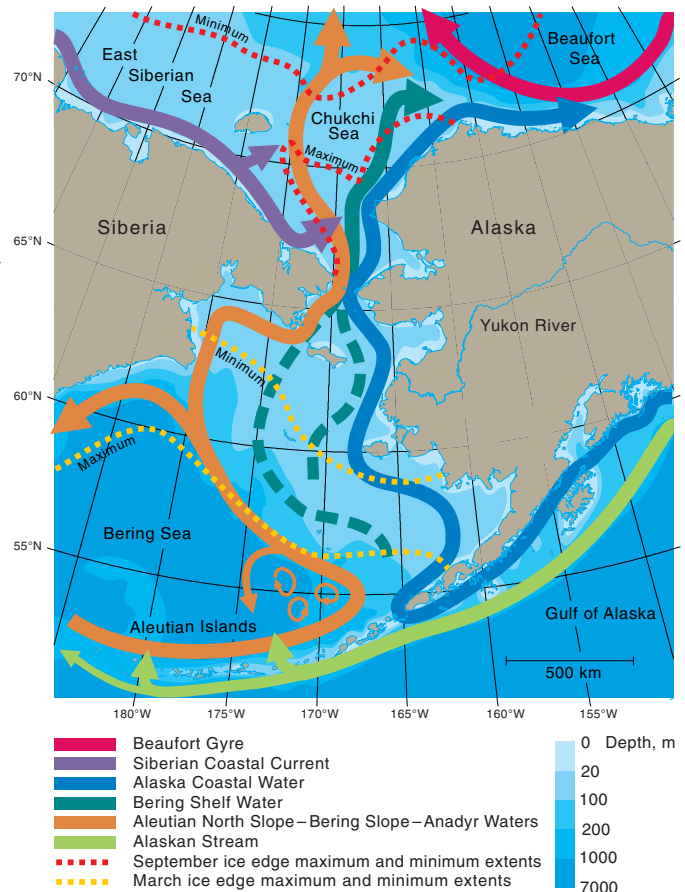 Minimum
Beaufort
Sea
East
Siberian
Sea
70°N
Chukchi
Sea
Maximum
Siberia
Alaska
65°N
Yukon River
Minimum
60°N
Maximum
Bering Sea
55°N
Aleutian Islands
Gulf of Alaska
500 km
180°W 175°W 170°W 165°W 160°W 155°W
Beaufort Gyre
Siberian Coastal Current
Alaska Coastal Water
Bering Shelf Water
Aleutian North Slope–Bering Slope–Anadyr Waters
Alaskan Stream
September ice edge maximum and minimum extents
March ice edge maximum and minimum extents
0 Depth, m
20
100
200
1000
7000